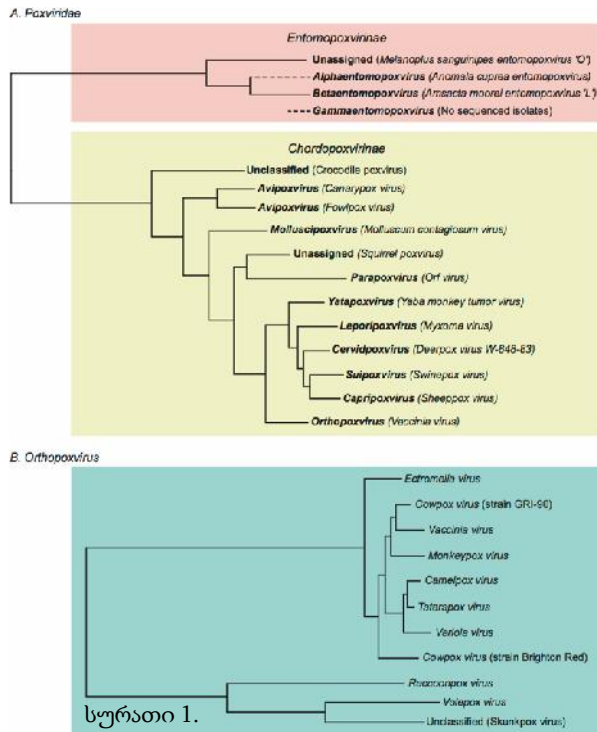 A. Poxviridae
Entomopoxvirinae
Unassigned (Melanoplus sanguinipes entomopoxvirus 'O')
Alphaentomopoxvirus (Anomala cuprea entomopoxvirus)
Betaentomopoxvirus (Amsacta moorei entomopoxvirus 'L')
Gammaentomopoxvirus (No sequenced isolates)
Chordopoxvirinae
Unclassified (Crocodile poxvirus)
Avipoxvirus (Canarypox virus)
Avipoxvirus (Fowlpox virus)
Molluscipoxvirus (Molluscum contagiosum virus)
Unassigned (Squirrel poxvirus)
Parapoxvirus (Orf virus)
Yatapoxvirus (Yaba monkey tumor virus)
Leporipoxvirus (Myxoma virus)
Cervidpoxvirus (Deerpox virus W-848-83)
Suipoxvirus (Swinepox virus)
Capripoxvirus (Sheeppox virus)
Orthopoxvirus (Vaccinia virus)
B. Orthopoxvirus
Ectromelia virus
Cowpox virus (strain GRI-90)
Vaccinia virus
Monkeypox virus
Camelpox virus
Taterapox virus
Variola virus
Cowpox virus (strain Brighton Red)
Raccoonpox virus
Volepox virus
Unclassified (Skunkpox virus)
სურათი 1.